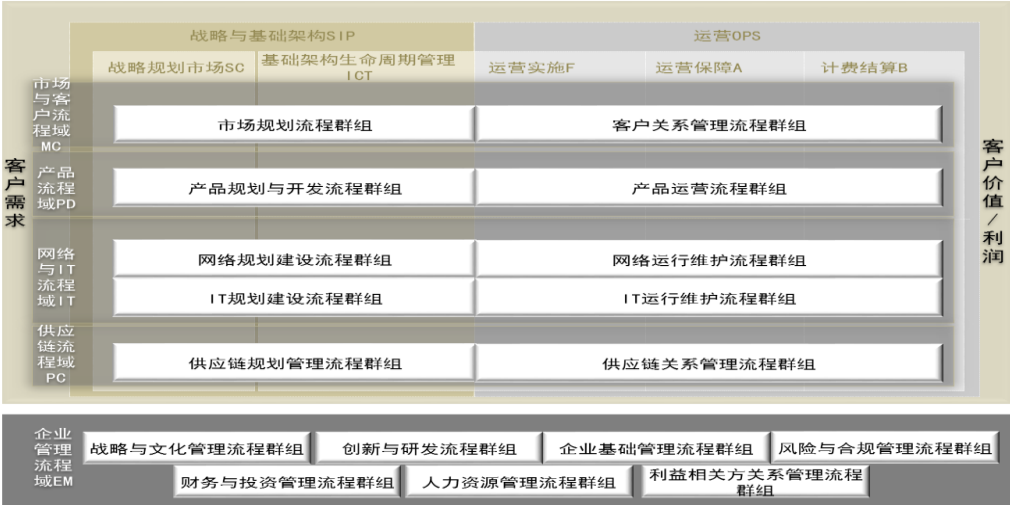 战略与基础架构SIP
运营OPS
战略规划市场SC
基础架构生命周期管理
ICT
运营实施F
运营保障A
计费结算B
客户需求
市场
与客
户流
程域
MC
市场规划流程群组
客户关系管理流程群组
产品
流程
域PD
产品规划与开发流程群组
产品运营流程群组
网络
与IT
流程
域IT
网络规划建设流程群组
网络运行维护流程群组
IT规划建设流程群组
IT运行维护流程群组
供应
链流
程域
PC
供应链规划管理流程群组
供应链关系管理流程群组
客户价值/利润
企业
管理
流程
域EM
战略与文化管理流程群组
创新与研发流程群组
企业基础管理流程群组
风险与合规管理流程群组
财务与投资管理流程群组
人力资源管理流程群组
利益相关方关系管理流程
群组